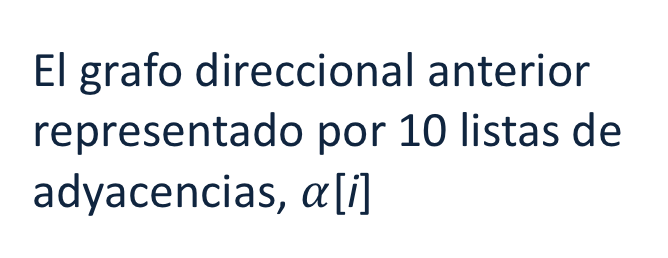 El grafo direccional anterior
representado por 10 listas de
adyacencias, α[i]